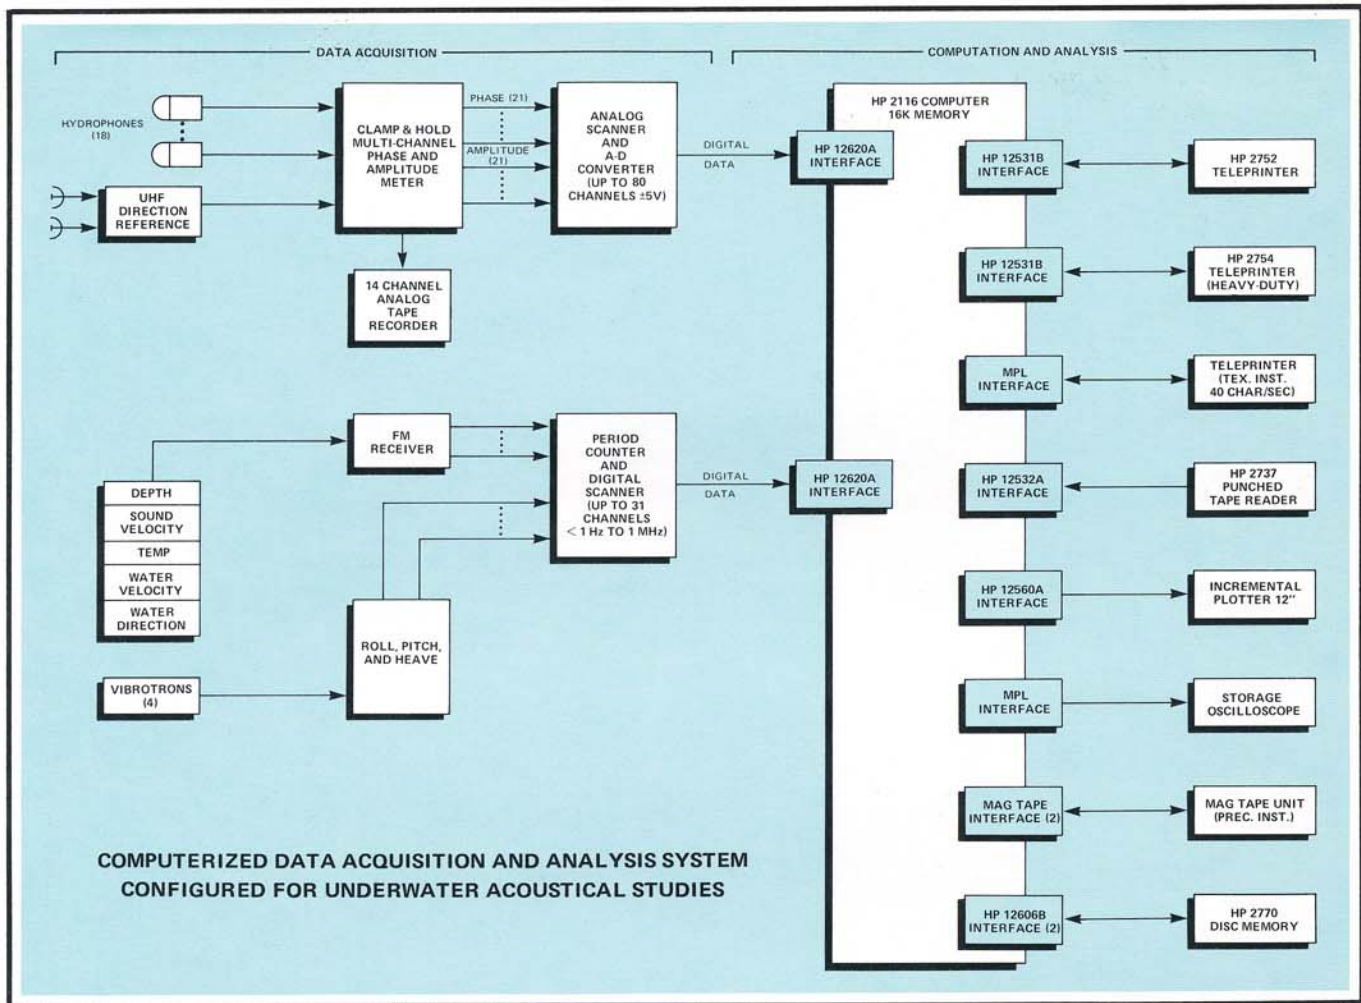 DATA ACQUISITION
COMPUTATION AND ANALYSIS
HYDROPHONES
(18)
UHF
DIRECTION
REFERENCE
CLAMP & HOLD
MULTI-CHANNEL
PHASE AND
AMPLITUDE
METER
PHASE (21)
AMPLITUDE
(21)
ANALOG
SCANNER
AND
A-D
CONVERTER
(UP TO 80
CHANNELS ±5V)
DIGITAL
DATA
14 CHANNEL
ANALOG
TAPE
RECORDER
FM
RECEIVER
DEPTH
SOUND
VELOCITY
TEMP
WATER
VELOCITY
WATER
DIRECTION
VIBROTRONS
(4)
ROLL, PITCH,
AND HEAVE
PERIOD
COUNTER
AND
DIGITAL
SCANNER
(UP TO 31
CHANNELS
< 1 Hz TO 1 MHz)
DIGITAL
DATA
HP 2116 COMPUTER
16K MEMORY
HP 12620A
INTERFACE
HP 12620A
INTERFACE
HP 12531B
INTERFACE
HP 2752
TELEPRINTER
HP 12531B
INTERFACE
HP 2754
TELEPRINTER
(HEAVY-DUTY)
MPL
INTERFACE
TELEPRINTER
(TEX. INST.
40 CHAR/SEC)
HP 12532A
INTERFACE
HP 2737
PUNCHED
TAPE READER
HP 12560A
INTERFACE
INCREMENTAL
PLOTTER 12"
MPL
INTERFACE
STORAGE
OSCILLOSCOPE
MAG TAPE
INTERFACE (2)
MAG TAPE UNIT
(PREC. INST.)
HP 12606B
INTERFACE (2)
HP 2770
DISC MEMORY
COMPUTERIZED DATA ACQUISITION AND ANALYSIS SYSTEM
CONFIGURED FOR UNDERWATER ACOUSTICAL STUDIES